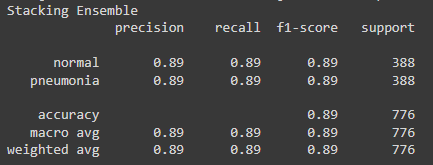 Stacking Ensemble
precision recall f1-score support
normal 0.89 0.89 0.89 388
pneumonia 0.89 0.89 0.89 388
accuracy 0.89 776
macro avg 0.89 0.89 0.89 776
weighted avg 0.89 0.89 0.89 776